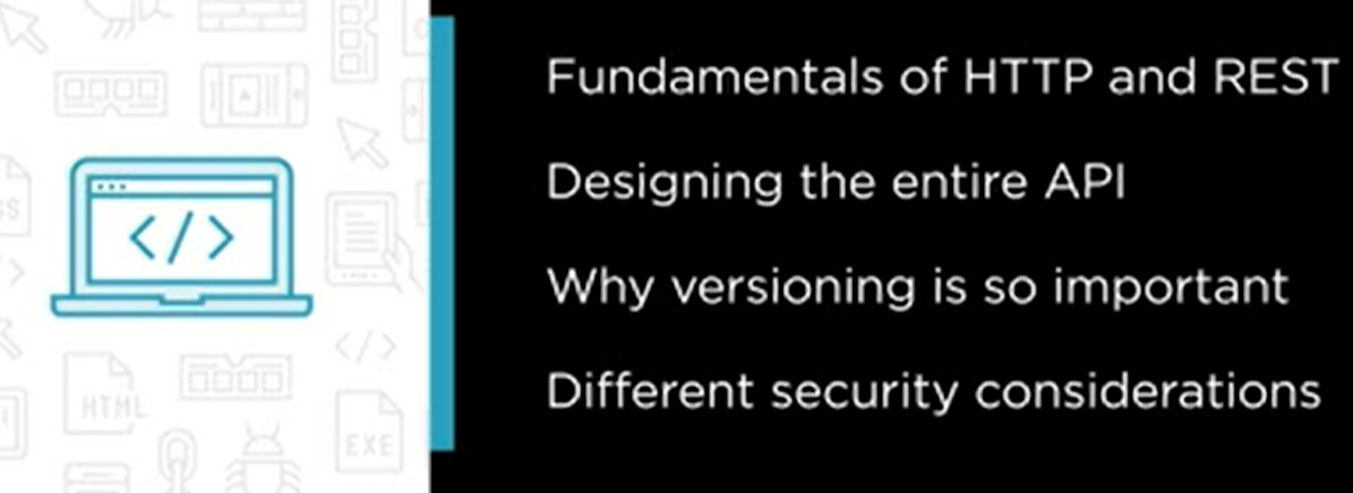 Fundamentals of HTTP and REST
Designing the entire API
Why versioning is so important
Different security considerations
</>
SS
</>
HTML
EXE